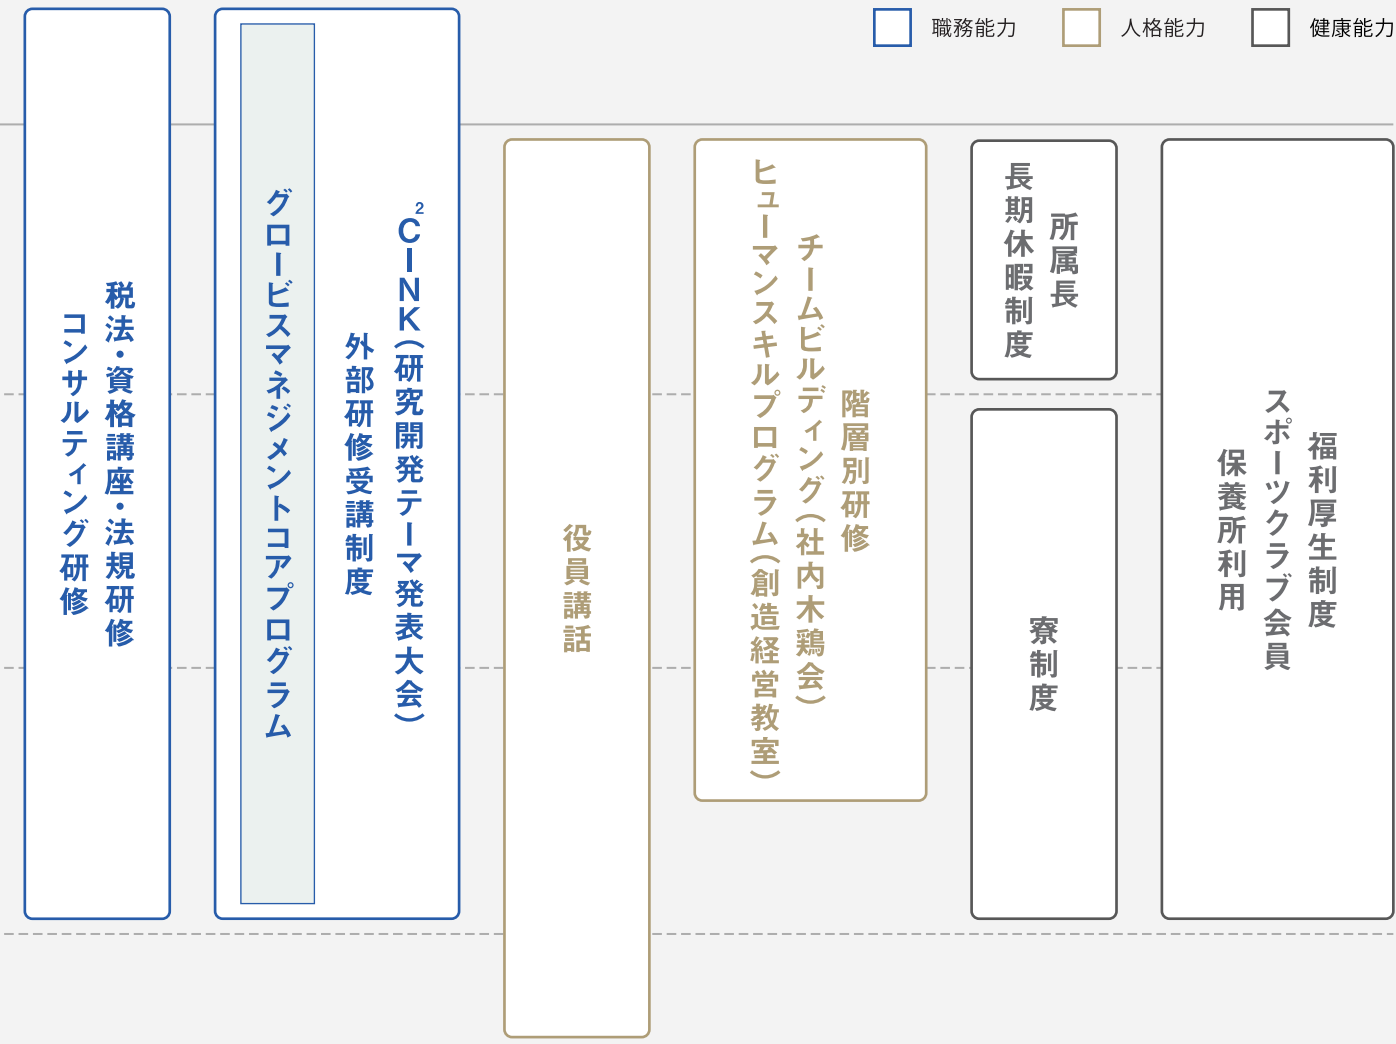 職務能力
人格能力
健康能力
税法・資格講座・法規研修
コンサルティング研修
C²INK(研究開発テーマ発表大会)
外部研修受講制度
グロービスマネジメントコアプログラム
役員講話
階層別研修
チームビルディング(社内木鶏会)
ヒューマンスキルプログラム(創造経営教室)
所属長
長期休暇制度
寮制度
福利厚生制度
スポーツクラブ会員
保養所利用